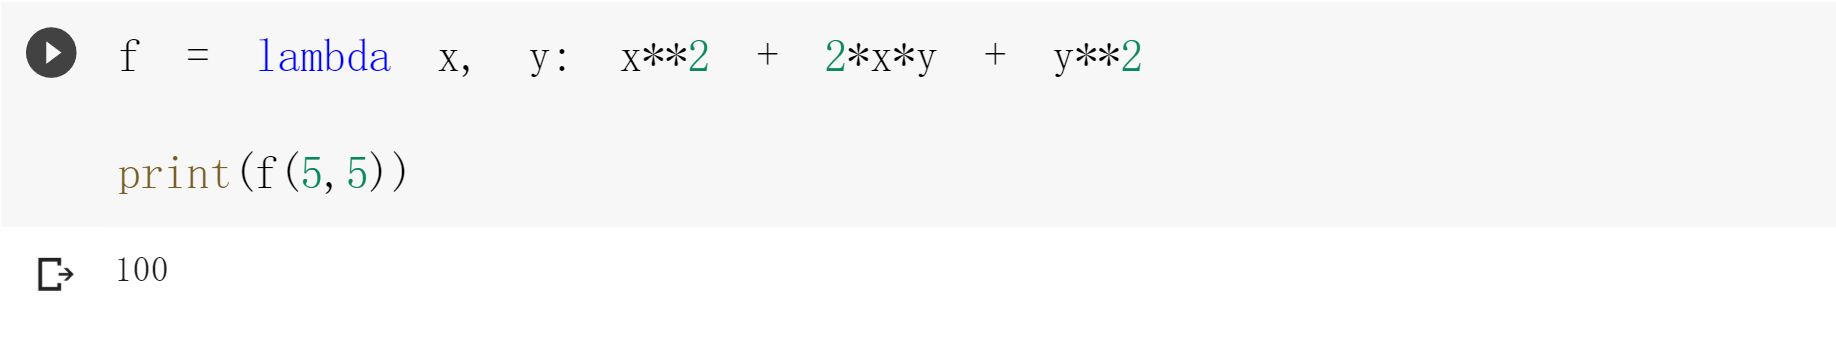 f = lambda x, y: x**2 + 2*x*y + y**2
print(f(5,5))
100